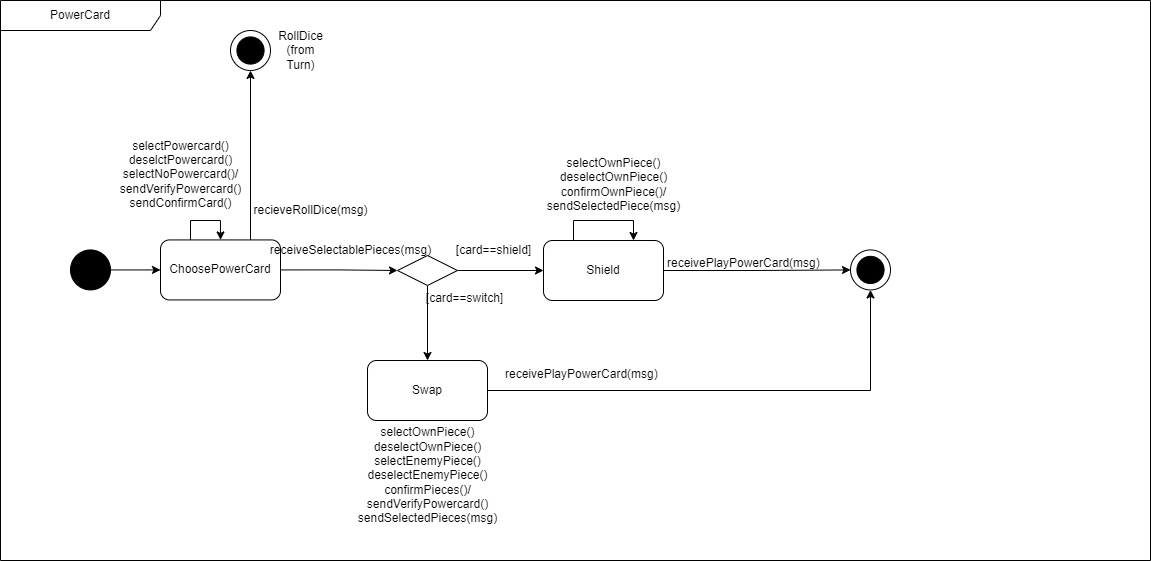 PowerCard
RollDice
(from
Turn)
selectPowercard()
deselctPowercard()
selectNoPowercard()/
sendVerifyPowercard()
sendConfirmCard()
recieveRollDice(msg)
selectOwnPiece()
deselectOwnPiece()
confirmOwnPiece()/
sendSelectedPiece(msg)
ChoosePowerCard
receiveSelectablePieces(msg)
[card==shield]
Shield
receivePlayPowerCard(msg)
[card==switch]
Swap
receivePlayPowerCard(msg)
selectOwnPiece()
deselectOwnPiece()
selectEnemyPiece()
deselectEnemyPiece()
confirmPieces()/
sendVerifyPowercard()
sendSelectedPieces(msg)